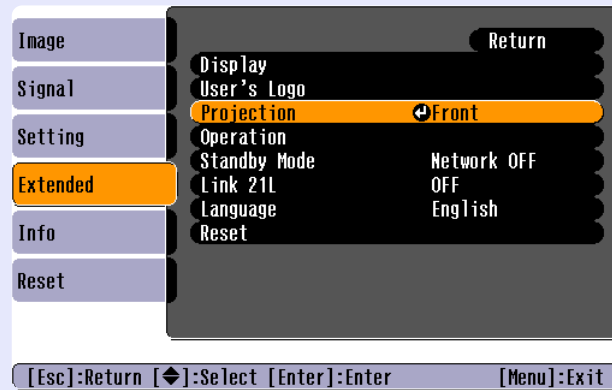 Image
Signal
Setting
Extended
Info
Reset
Return
Display
User's Logo
Projection Front
Operation
Standby Mode Network OFF
Link 21L OFF
Language English
Reset
[Esc]:Return [◆]:Select [Enter]:Enter [Menu]:Exit